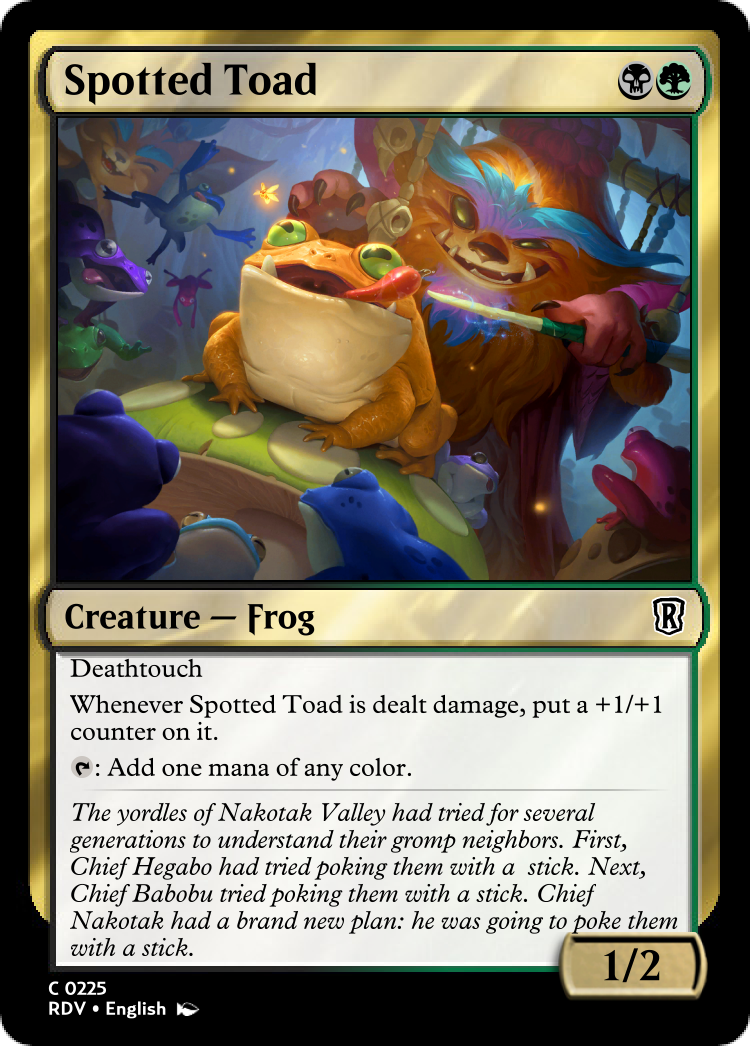 Spotted Toad
Creature — Frog
R
Deathtouch
Whenever Spotted Toad is dealt damage, put a +1/+1
counter on it.
: Add one mana of any color.
The yordles of Nakotak Valley had tried for several
generations to understand their gromp neighbors. First,
Chief Hegabo had tried poking them with a stick. Next,
Chief Babobu tried poking them with a stick. Chief
Nakotak had a brand new plan: he was going to poke them
with a stick.
1/2
C 0225
RDV • English